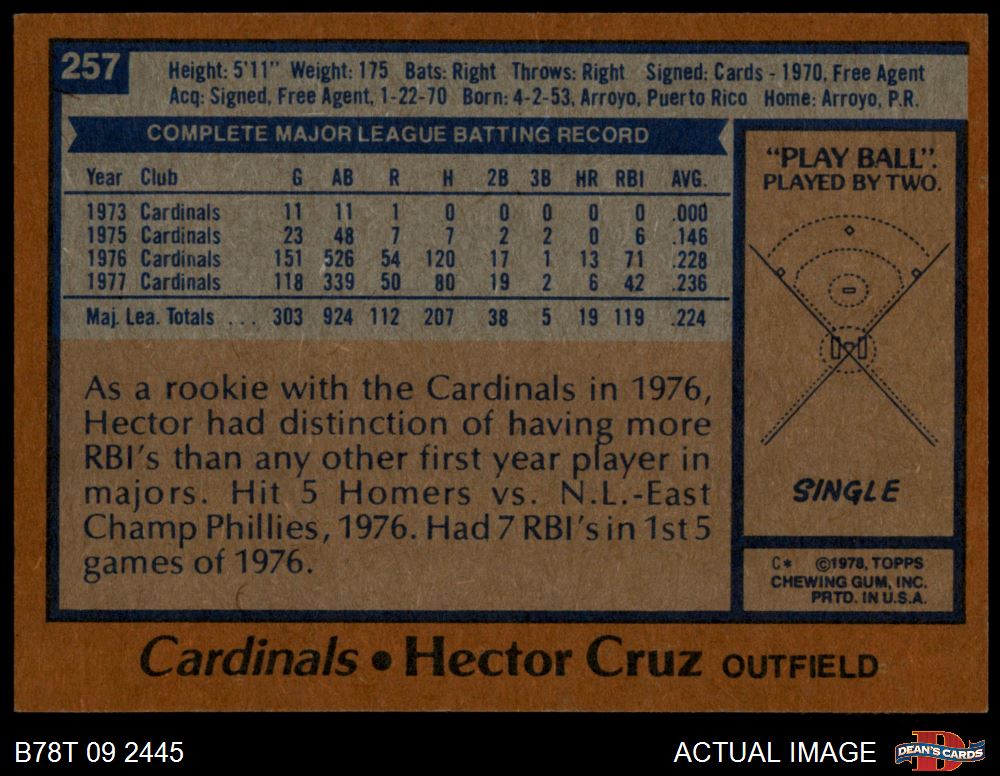 257
Height: 5'11" Weight: 175 Bats: Right Throws: Right Signed: Cards - 1970, Free Agent
Acq: Signed, Free Agent, 1-22-70 Born: 4-2-53, Arroyo, Puerto Rico Home: Arroyo, P.R.
COMPLETE MAJOR LEAGUE BATTING RECORD
Year Club G AB R H 2B 3B HR RBI AVG.
1973 Cardinals 11 11 1 0 0 0 0 0 .000
1975 Cardinals 23 48 7 7 2 2 0 6 .146
1976 Cardinals 151 526 54 120 17 1 13 71 .228
1977 Cardinals 118 339 50 80 19 2 6 42 .236
Maj. Lea. Totals ... 303 924 112 207 38 5 19 119 .224
As a rookie with the Cardinals in 1976,
Hector had distinction of having more
RBI's than any other first year player in
majors. Hit 5 Homers vs. N.L.-East
Champ Phillies, 1976. Had 7 RBI's in 1st 5
games of 1976.
"PLAY BALL".
PLAYED BY TWO.
SINGLE
C* ©1978, TOPPS
CHEWING GUM, INC.
PRTD. IN U.S.A.
Cardinals • Hector Cruz OUTFIELD
B78T 09 2445
ACTUAL IMAGE
DEAN'S CARDS